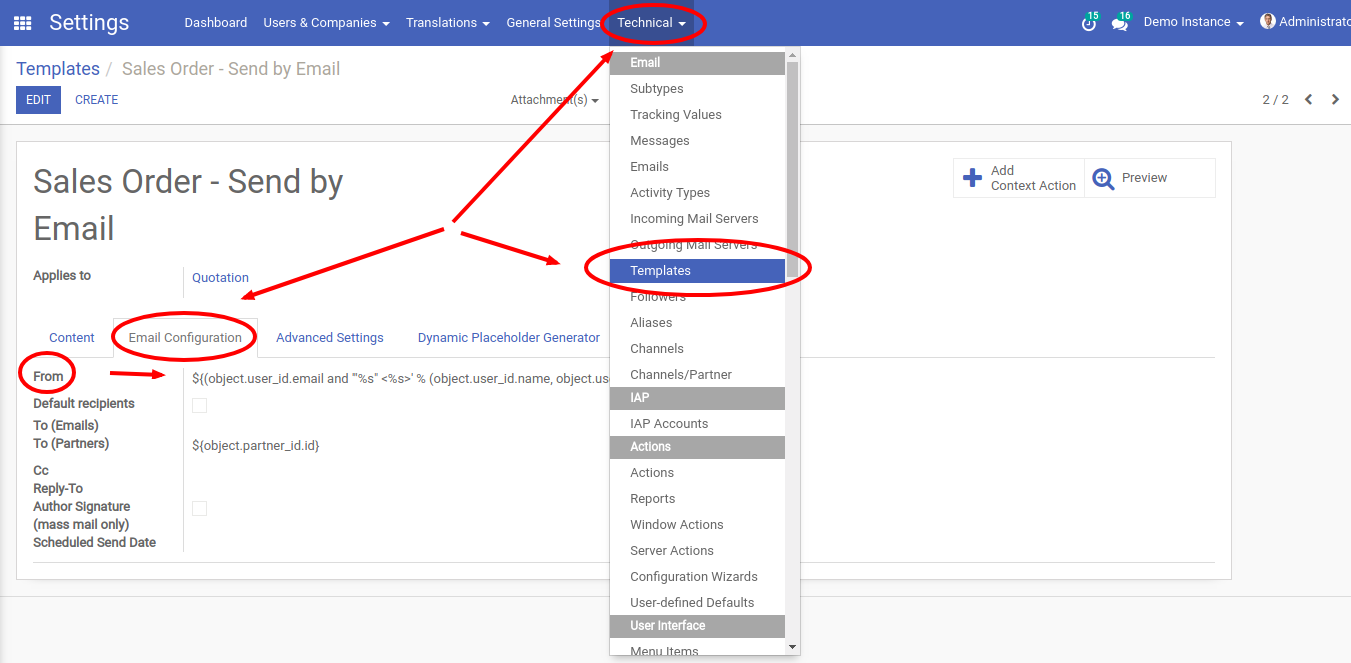 Settings
Dashboard
Users & Companies
Translations
General Settings
Technical
15
16
Demo Instance
Administrato
Templates / Sales Order - Send by Email
EDIT
CREATE
Attachment(s)
2 / 2
Sales Order - Send by
Email
Add
Context Action
Preview
Applies to
Quotation
Content
Email Configuration
Advanced Settings
Dynamic Placeholder Generator
From
${(object.user_id.email and '"%s" <%s>' % (object.user_id.name, object.us
Default recipients
To (Emails)
To (Partners)
${object.partner_id.id}
Cc
Reply-To
Author Signature
(mass mail only)
Scheduled Send Date
Email
Subtypes
Tracking Values
Messages
Emails
Activity Types
Incoming Mail Servers
Outgoing Mail Servers
Templates
Followers
Aliases
Channels
Channels/Partner
IAP
IAP Accounts
Actions
Actions
Reports
Window Actions
Server Actions
Configuration Wizards
User-defined Defaults
User Interface
Menu Items